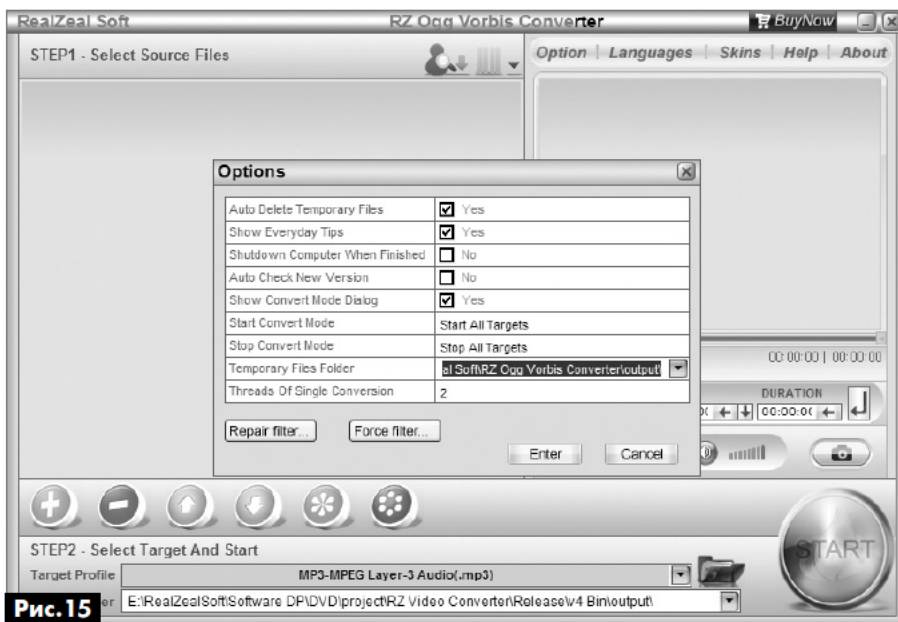 RealZeal Soft RZ Ogg Vorbis Converter BuyNow
STEP1 - Select Source Files
Option | Languages | Skins | Help | About
Options
Auto Delete Temporary Files Yes
Show Everyday Tips Yes
Shutdown Computer When Finished No
Auto Check New Version No
Show Convert Mode Dialog Yes
Start Convert Mode Start All Targets
Stop Convert Mode Stop All Targets
Temporary Files Folder al Soft\RZ Ogg Vorbis Converter\output\
Threads Of Single Conversion 2
Repair filter... Force filter...
Enter Cancel
00:00:00 | 00:00:00
DURATION
00:00:0
STEP2 - Select Target And Start
START
Target Profile MP3-MPEG Layer-3 Audio(.mp3)
er E:\RealZealSoft\Software DP\DVD\project\RZ Video Converter\Release\v4 Bin\output\
Рис.15